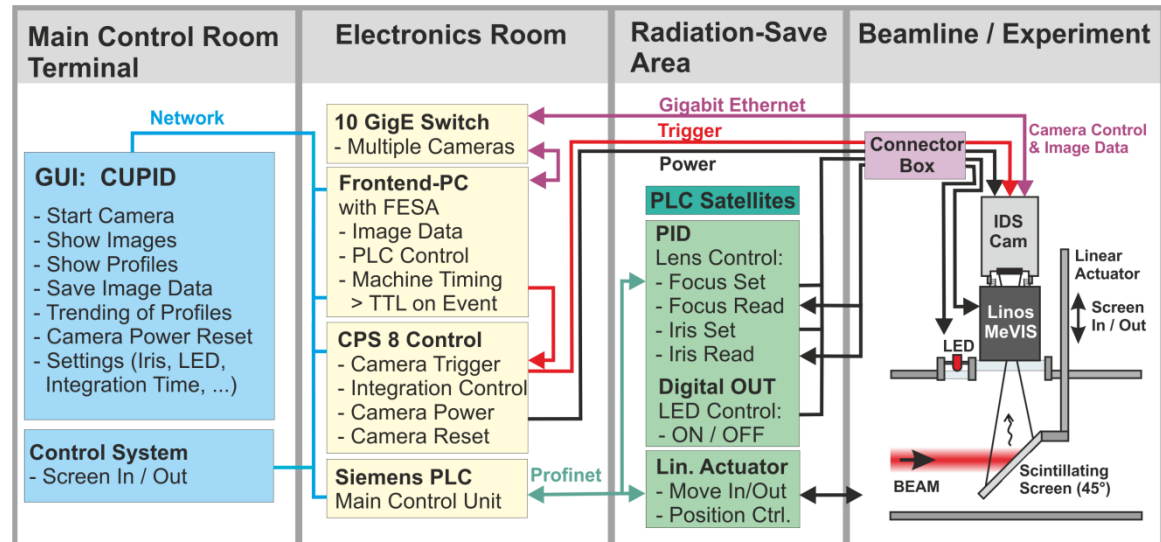 Main Control Room
Terminal
Electronics Room
Radiation-Save
Area
Beamline / Experiment
Network
GUI: CUPID
- Start Camera
- Show Images
- Show Profiles
- Save Image Data
- Trending of Profiles
- Camera Power Reset
- Settings (Iris, LED,
Integration Time, ...)
Control System
- Screen In / Out
10 GigE Switch
- Multiple Cameras
Frontend-PC
with FESA
- Image Data
- PLC Control
- Machine Timing
> TTL on Event
CPS 8 Control
- Camera Trigger
- Integration Control
- Camera Power
- Camera Reset
Siemens PLC
Main Control Unit
Profinet
Gigabit Ethernet
Trigger
Power
PLC Satellites
PID
Lens Control:
- Focus Set
- Focus Read
- Iris Set
- Iris Read
Digital OUT
LED Control:
- ON / OFF
Lin. Actuator
- Move In/Out
- Position Ctrl.
Connector
Box
Camera Control
& Image Data
IDS
Cam
Linear
Actuator
Linos
MeVIS
Screen
In / Out
LED
BEAM
Scintillating
Screen (45°)